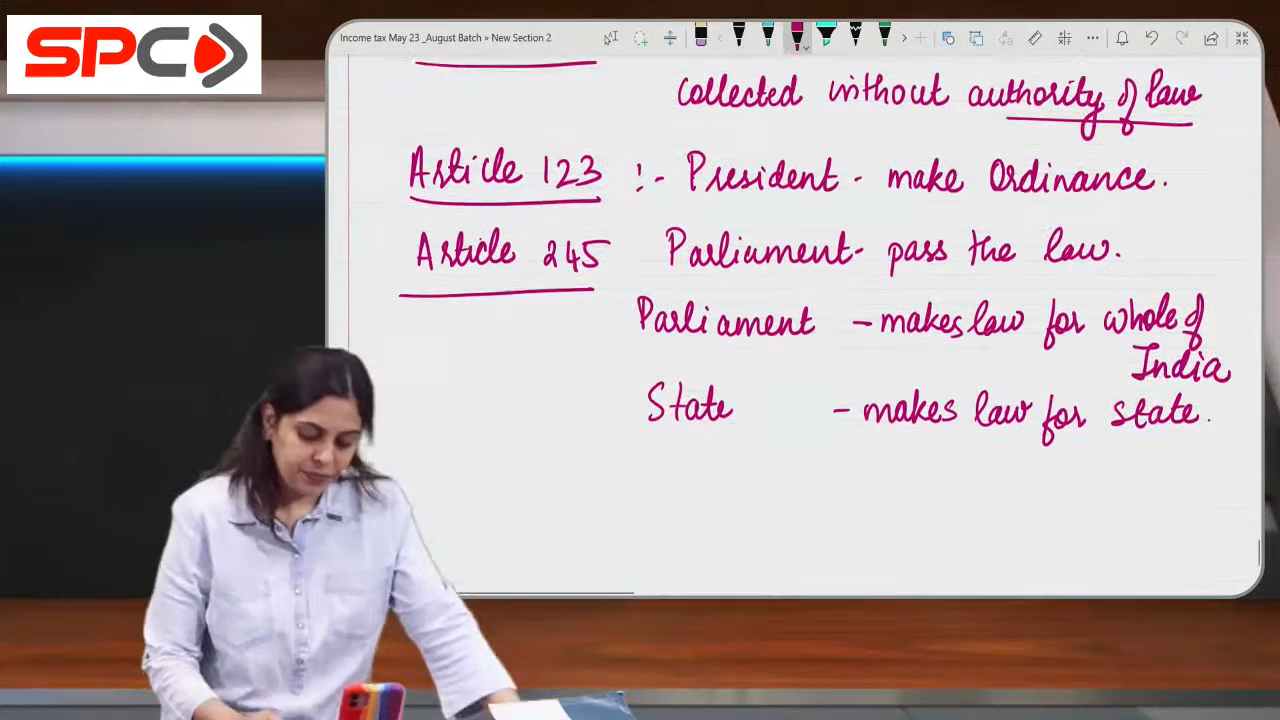 SPC
Income tax May 23 _August Batch » New Section 2
collected without authority of law
Article 123 :- President - make Ordinance.
Article 245 Parliament- pass the law.
Parliament - makes law for whole of
India
State - makes law for state.